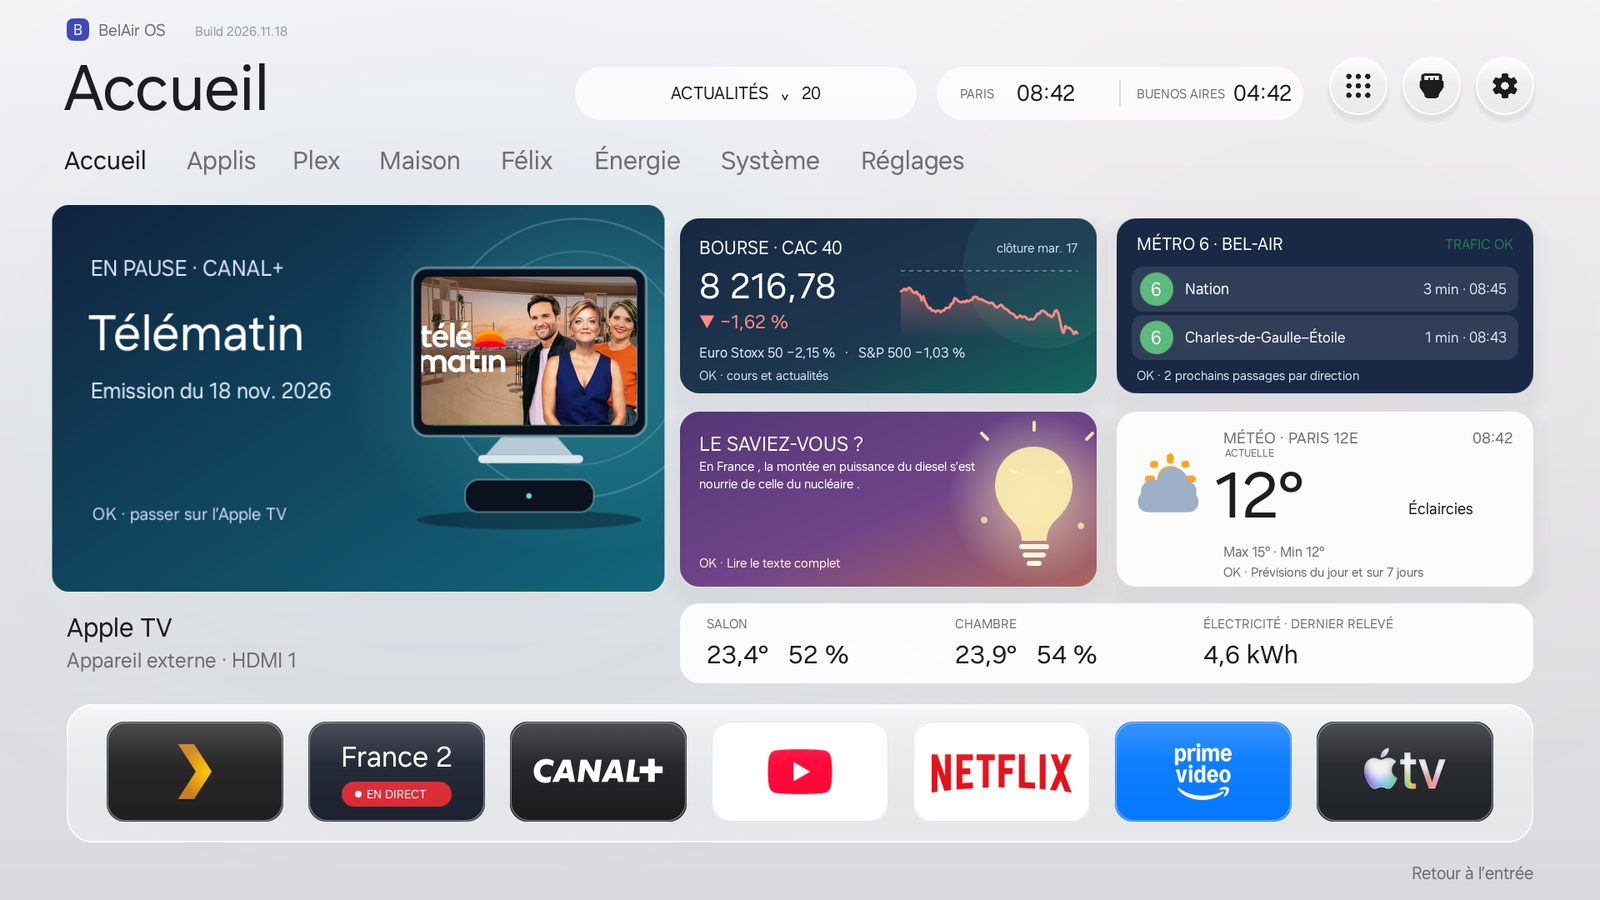 B BelAir OS Build 2026.11.18
Accueil
ACTUALITÉS v 20
PARIS 08:42 BUENOS AIRES 04:42
Accueil Applis Plex Maison Félix Énergie Système Réglages
EN PAUSE · CANAL+
Télématin
Emission du 18 nov. 2026
OK · passer sur l'Apple TV
télé
matin
Apple TV
Appareil externe · HDMI 1
BOURSE · CAC 40 clôture mar. 17
8 216,78
▼ −1,62 %
Euro Stoxx 50 −2,15 % · S&P 500 −1,03 %
OK · cours et actualités
MÉTRO 6 · BEL-AIR TRAFIC OK
6 Nation 3 min · 08:45
6 Charles-de-Gaulle–Étoile 1 min · 08:43
OK · 2 prochains passages par direction
LE SAVIEZ-VOUS ?
En France , la montée en puissance du diesel s'est
nourrie de celle du nucléaire .
OK · Lire le texte complet
MÉTÉO · PARIS 12E 08:42
ACTUELLE
12°
Éclaircies
Max 15° · Min 12°
OK · Prévisions du jour et sur 7 jours
SALON CHAMBRE ÉLECTRICITÉ · DERNIER RELEVÉ
23,4° 52 % 23,9° 54 % 4,6 kWh
France 2
EN DIRECT
CANAL+
NETFLIX
prime
video
tv
Retour à l'entrée